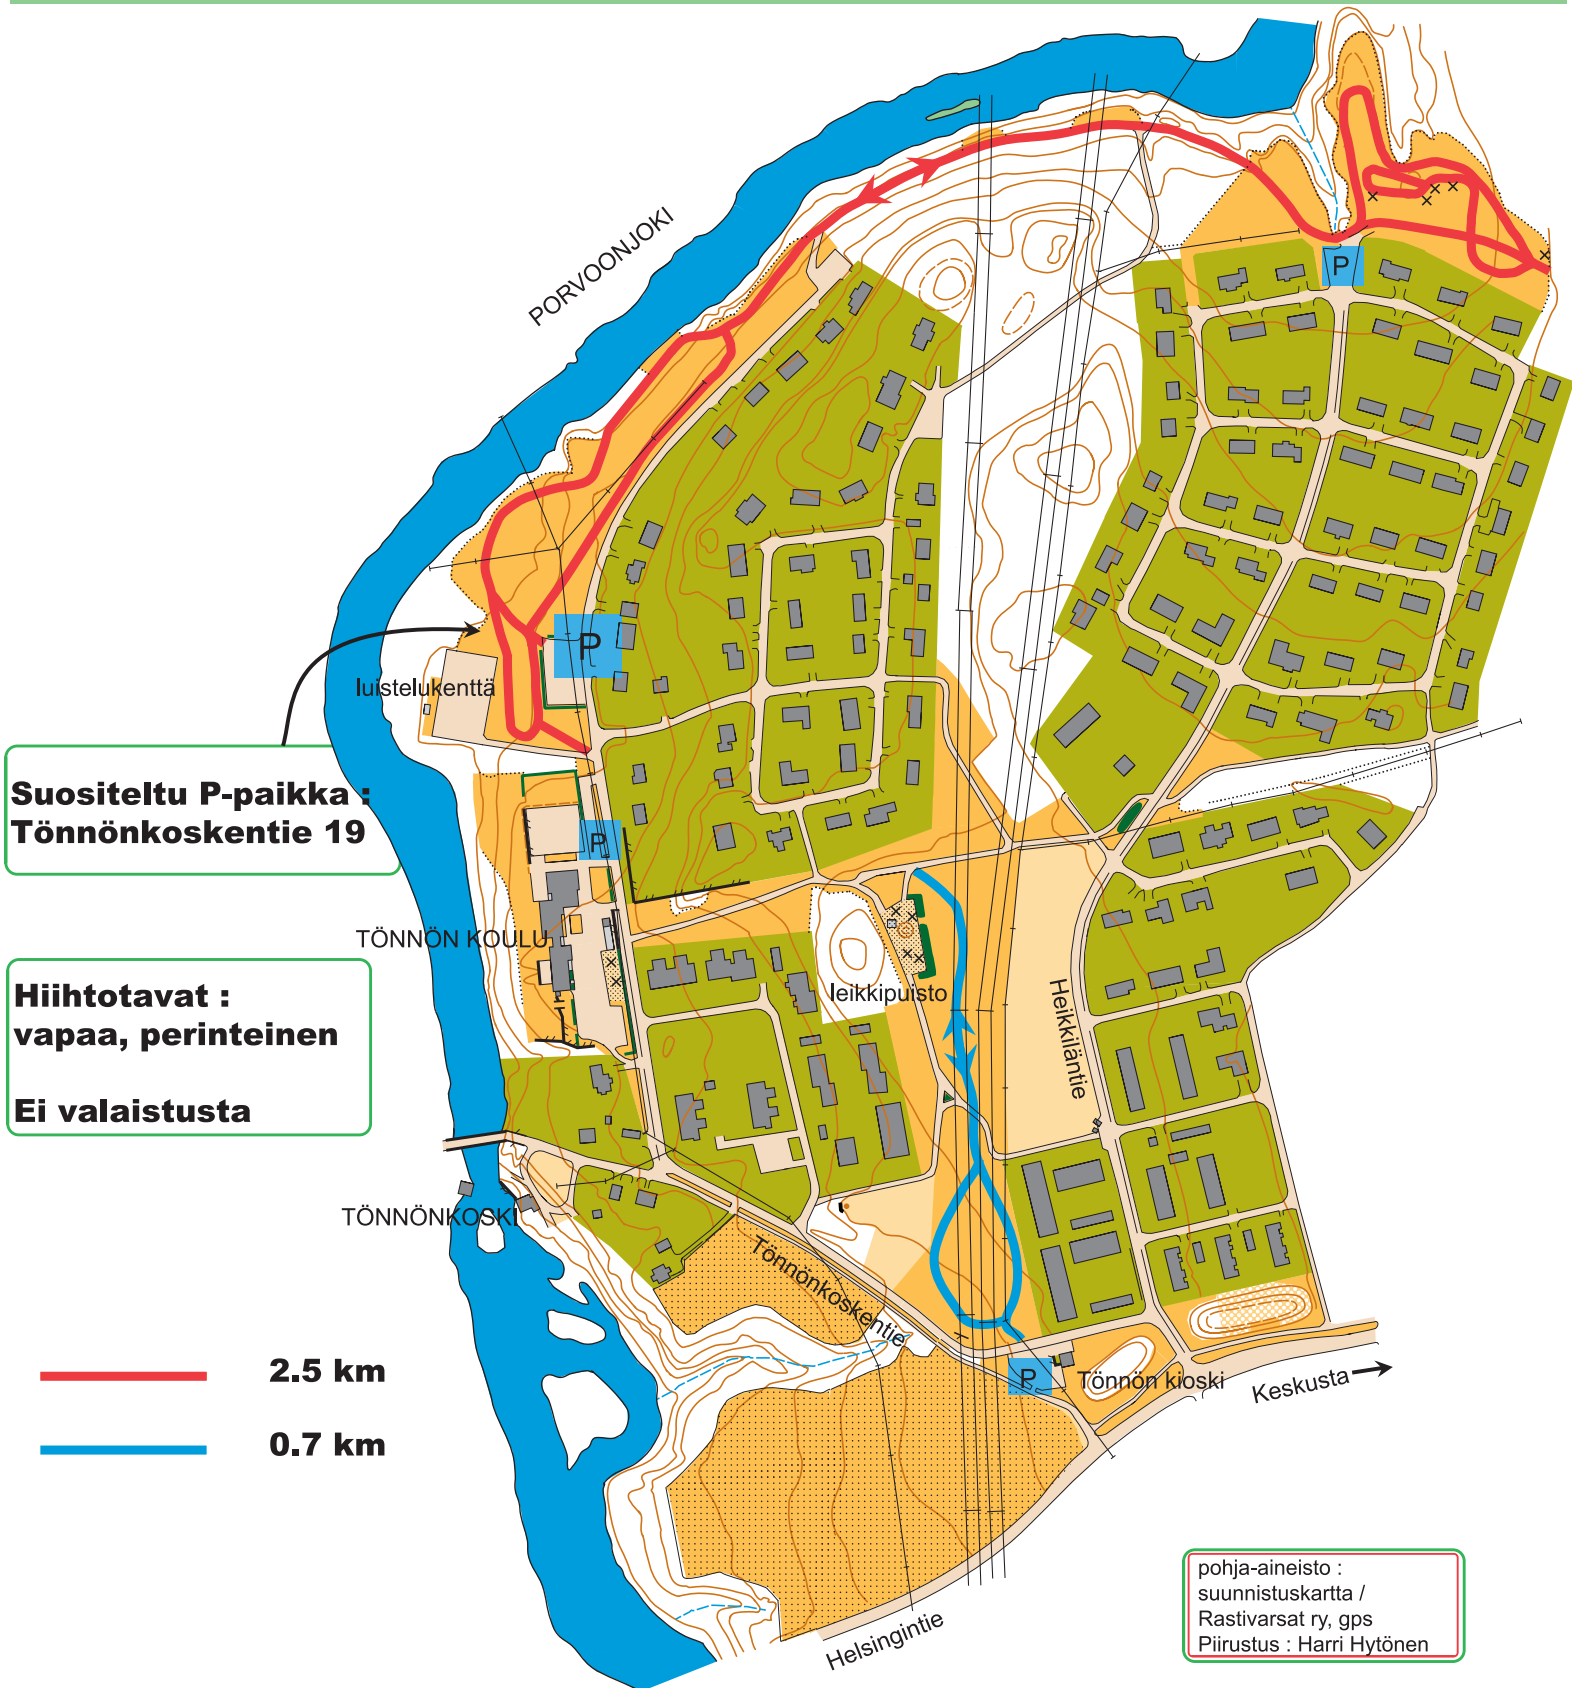 PORVOONJOKI
P
P
luistelukenttä
Suositeltu P-paikka :
Tönnönkoskentie 19
P
TÖNNÖN KOULU
leikkipuisto
Heikkiläntie
Hiihtotavat :
vapaa, perinteinen
Ei valaistusta
TÖNNÖNKOSKI
Tönnönkoskentie
P
Tönnön kioski
Keskusta
2.5 km
0.7 km
Helsingintie
pohja-aineisto :
suunnistuskartta /
Rastivarsat ry, gps
Piirustus : Harri Hytönen